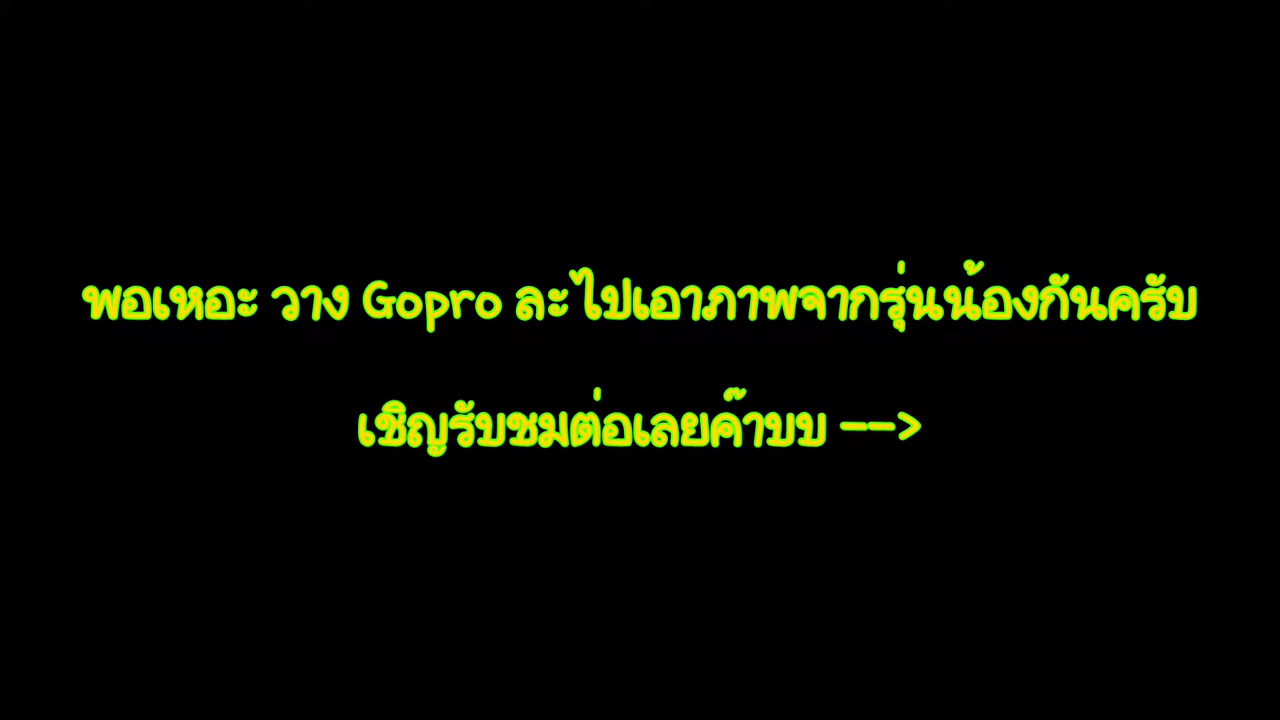 พอเหอะ วาง Gopro ละ ไปเอาภาพจากรุ่นน้องกันครับ
เชิญรับชมต่อเลยค๊าบบ -->